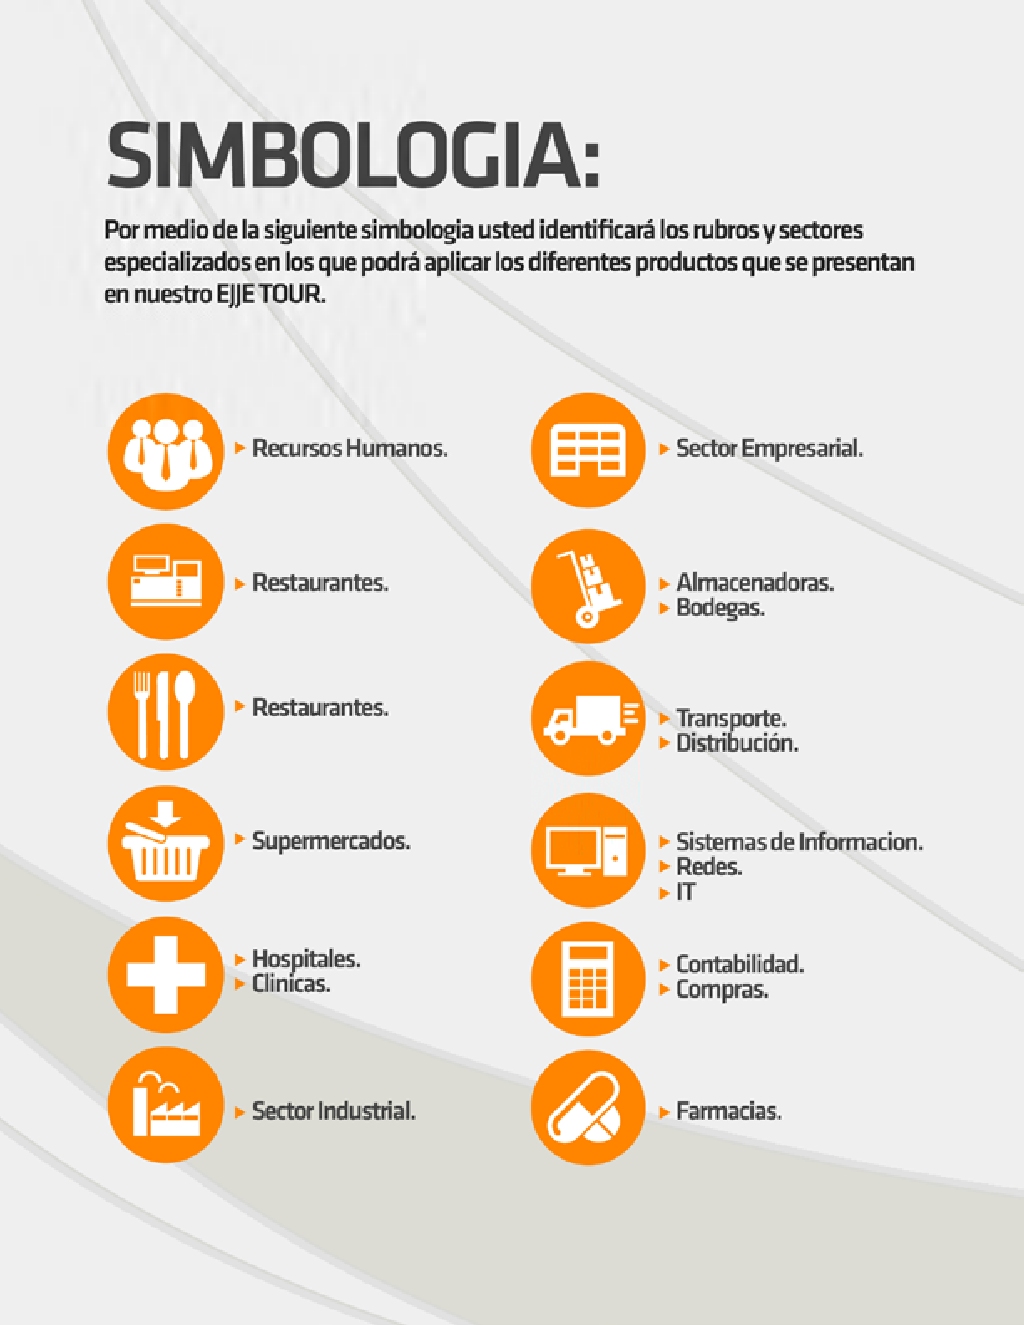 SIMBOLOGIA:
Por medio de la siguiente simbologia usted identificará los rubros y sectores
especializados en los que podrá aplicar los diferentes productos que se presentan
en nuestro EJJE TOUR.
Recursos Humanos.
Restaurantes.
Restaurantes.
Supermercados.
Hospitales.
Clinicas.
Sector Industrial.
Sector Empresarial.
Almacenadoras.
Bodegas.
Transporte.
Distribución.
Sistemas de Informacion.
Redes.
IT
Contabilidad.
Compras.
Farmacias.